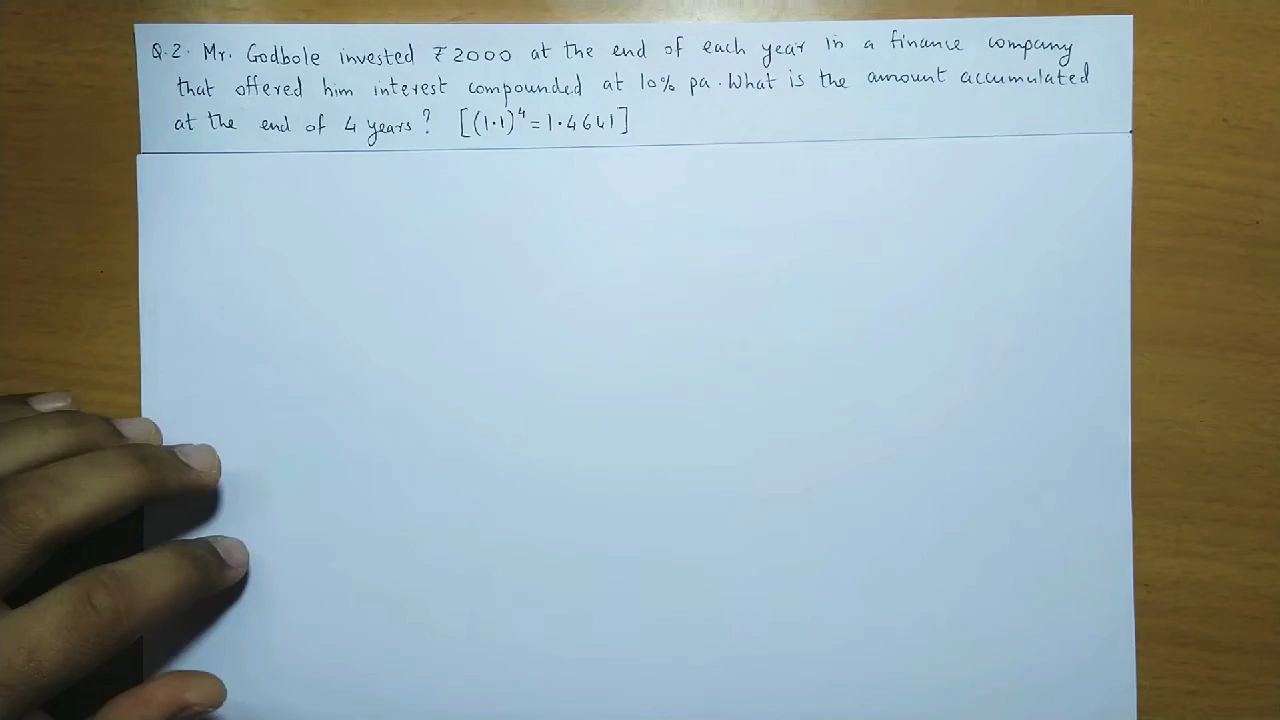 Q.2. Mr. Godbole invested ₹2000 at the end of each year in a finance company
that offered him interest compounded at 10% pa. What is the amount accumulated
at the end of 4 years? [(1.1)⁴ = 1.4641]